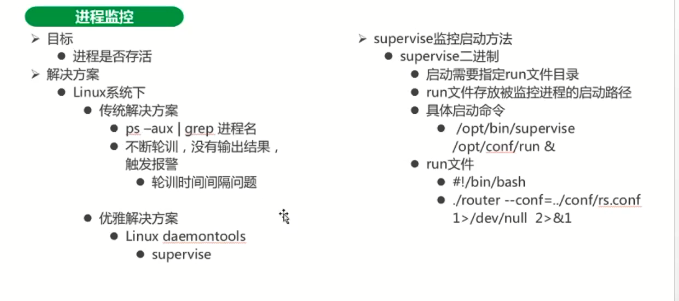 进程监控
目标
进程是否存活
解决方案
Linux系统下
传统解决方案
ps –aux | grep 进程名
不断轮训，没有输出结果，
触发报警
轮训时间间隔问题
优雅解决方案
Linux daemontools
supervise
supervise监控启动方法
supervise二进制
启动需要指定run文件目录
run文件存放被监控进程的启动路径
具体启动命令
/opt/bin/supervise
/opt/conf/run &
run文件
#!/bin/bash
./router --conf=../conf/rs.conf
1>/dev/null 2>&1